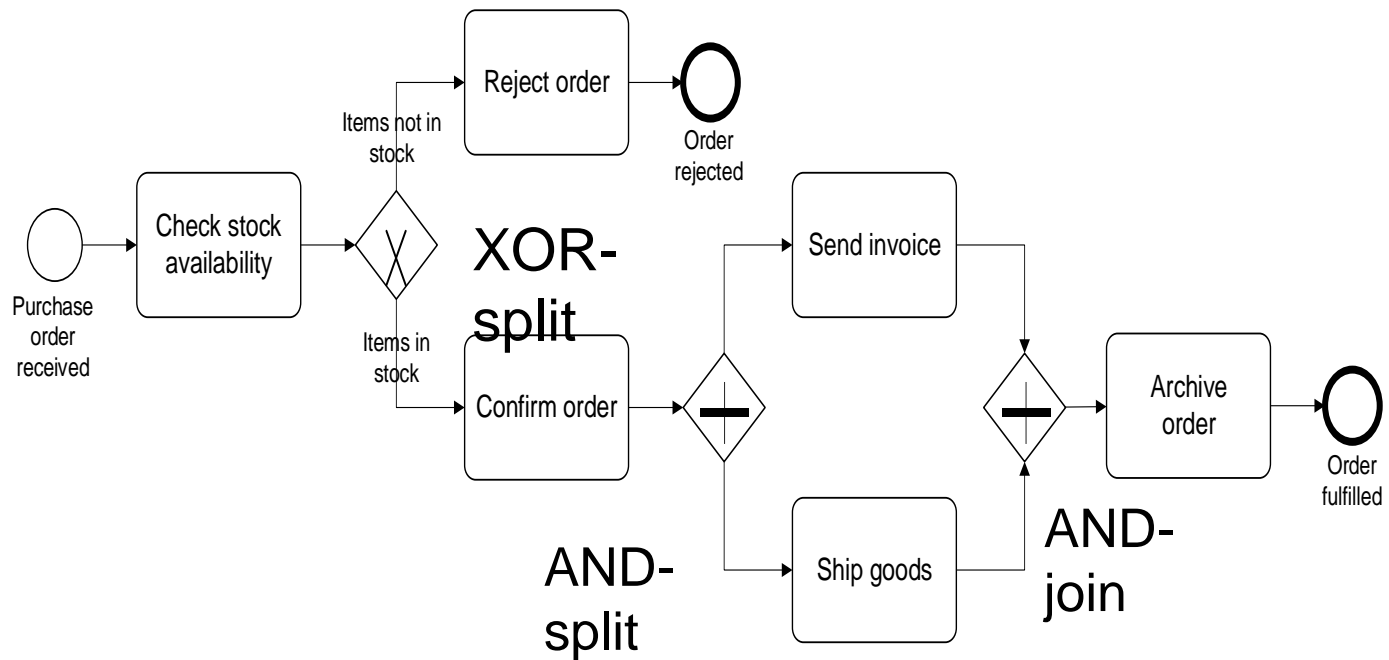 Reject order
Items not in
stock
Order
rejected
Check stock
availability
Purchase
order
received
XOR-
split
Items in
stock
Confirm order
Send invoice
AND-
split
Ship goods
AND-
join
Archive
order
Order
fulfilled